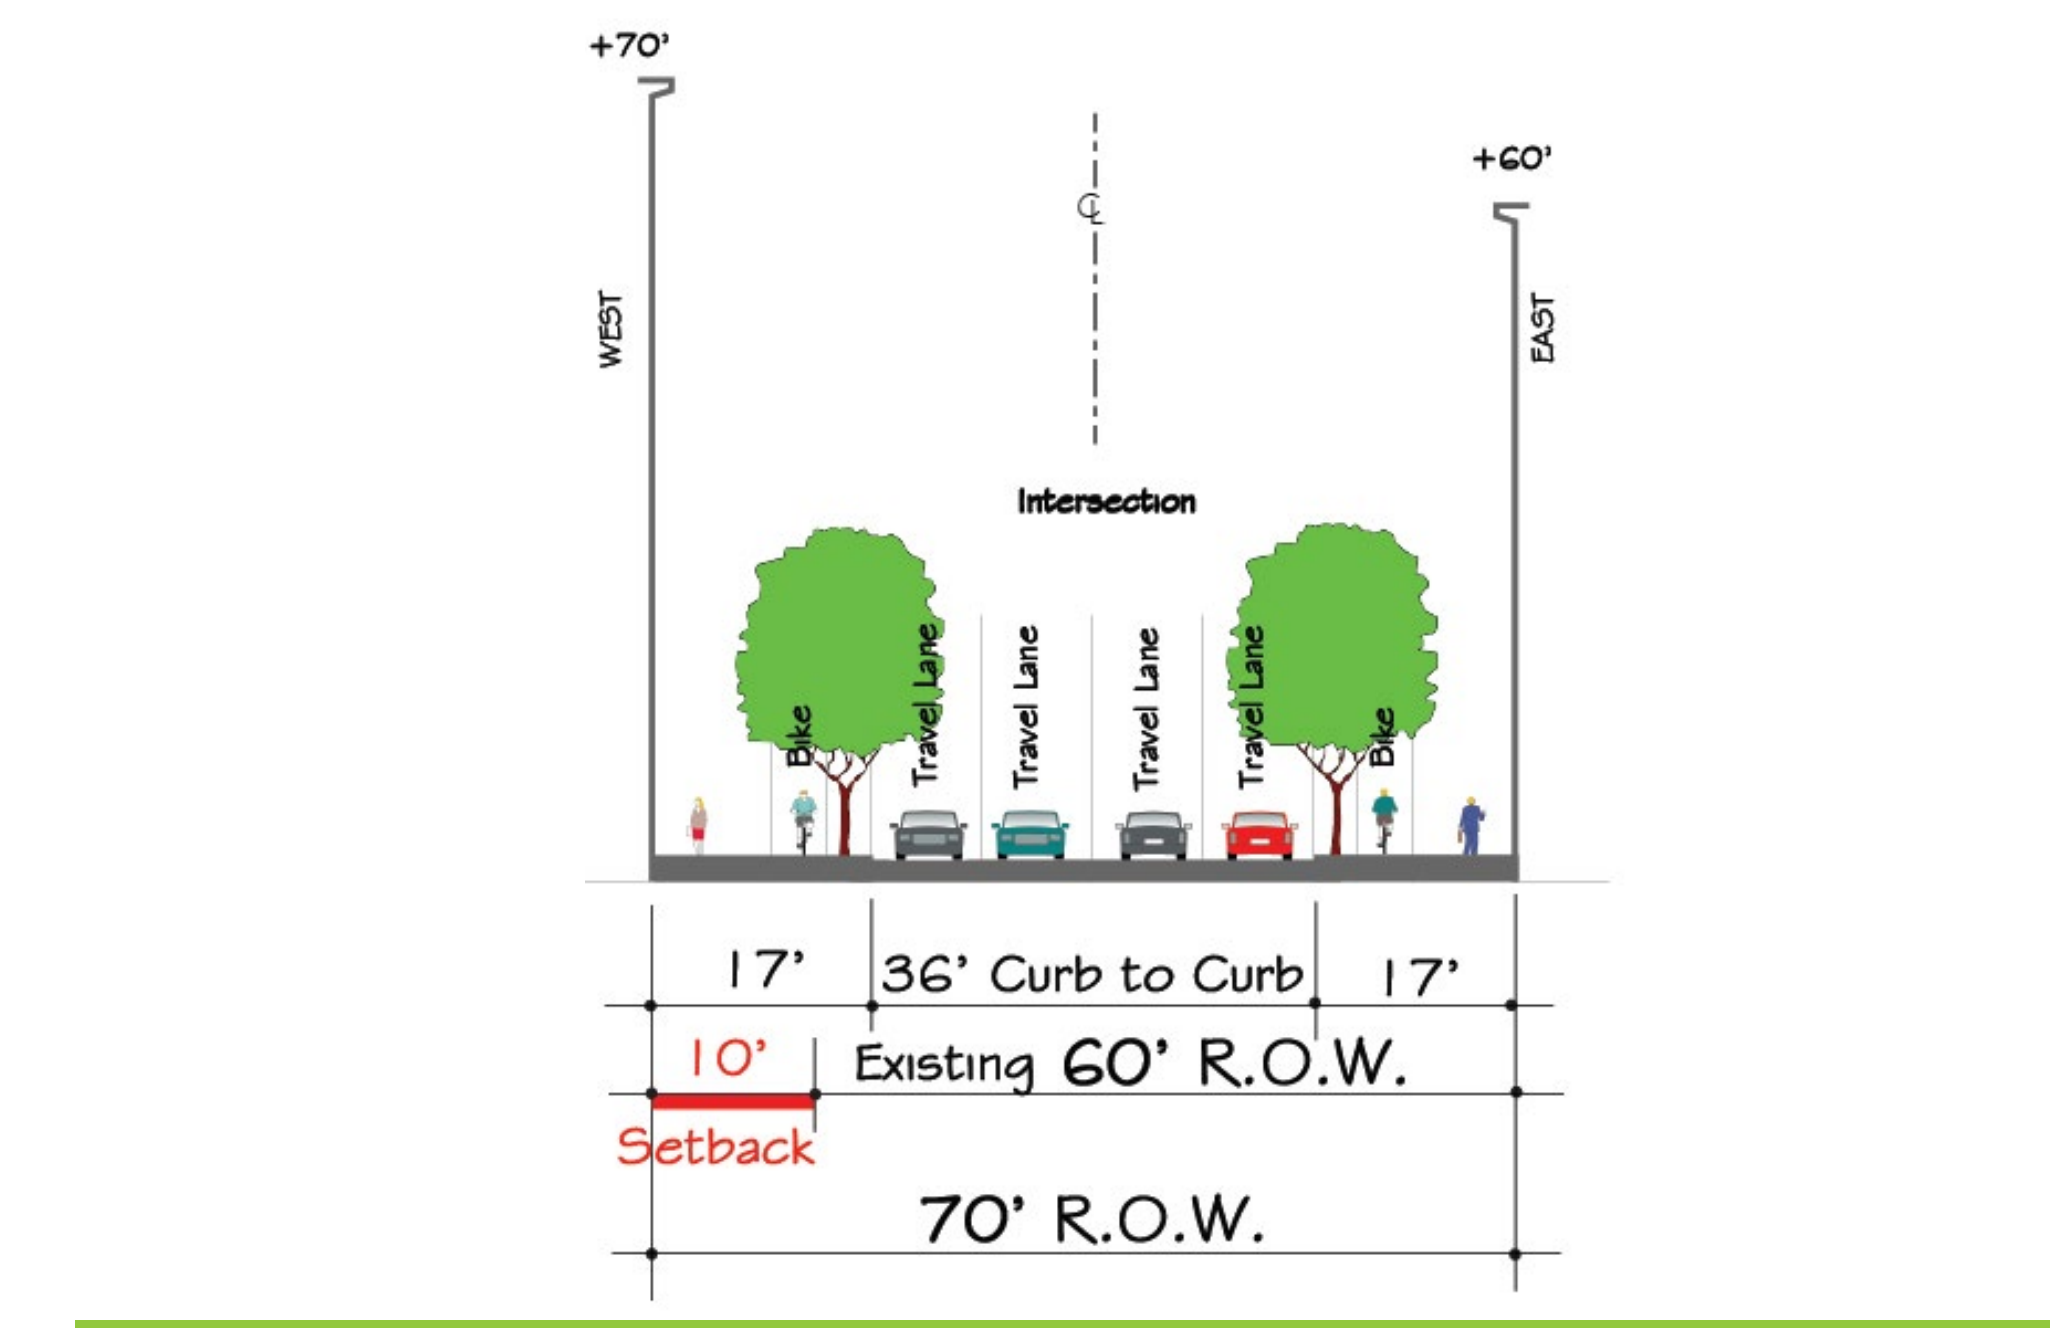 +70’
+60’
℄
WEST
EAST
Intersection
Bike
Travel Lane
Travel Lane
Travel Lane
Travel Lane
Bike
17’
36’ Curb to Curb
17’
10’
Existing 60’ R.O.W.
Setback
70’ R.O.W.